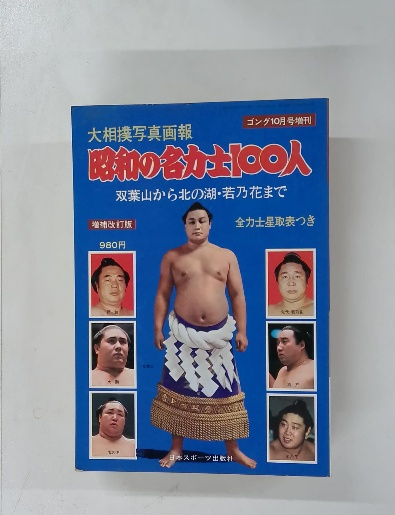 ゴング10月号増刊
大相撲写真画報
昭和の名力士100人
双葉山から北の湖・若乃花まで
増補改訂版
全力士星取表つき
980円
日本スポーツ出版社